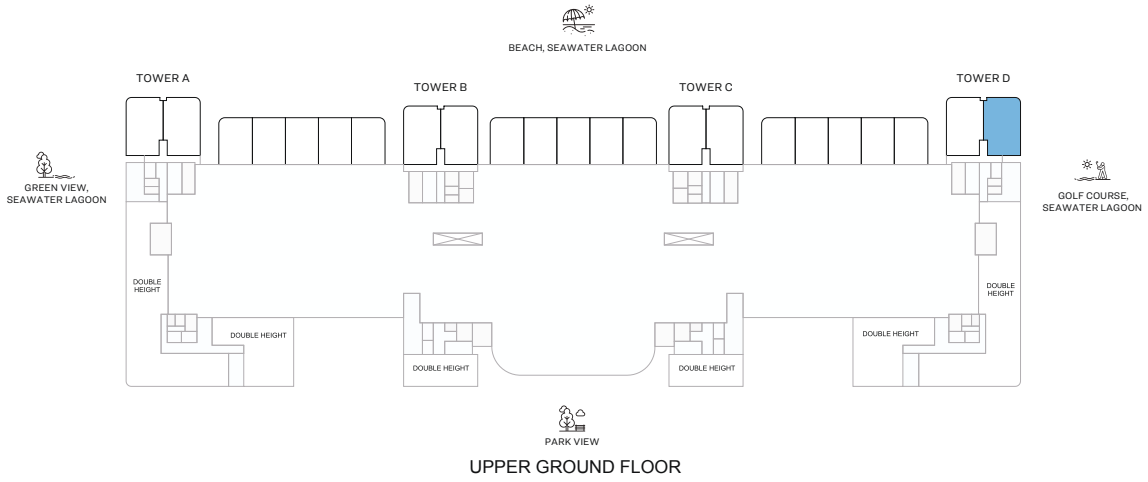 BEACH, SEAWATER LAGOON
TOWER A
TOWER B
TOWER C
TOWER D
GREEN VIEW,
SEAWATER LAGOON
GOLF COURSE,
SEAWATER LAGOON
DOUBLE
HEIGHT
DOUBLE
HEIGHT
DOUBLE HEIGHT
DOUBLE HEIGHT
DOUBLE HEIGHT
DOUBLE HEIGHT
PARK VIEW
UPPER GROUND FLOOR